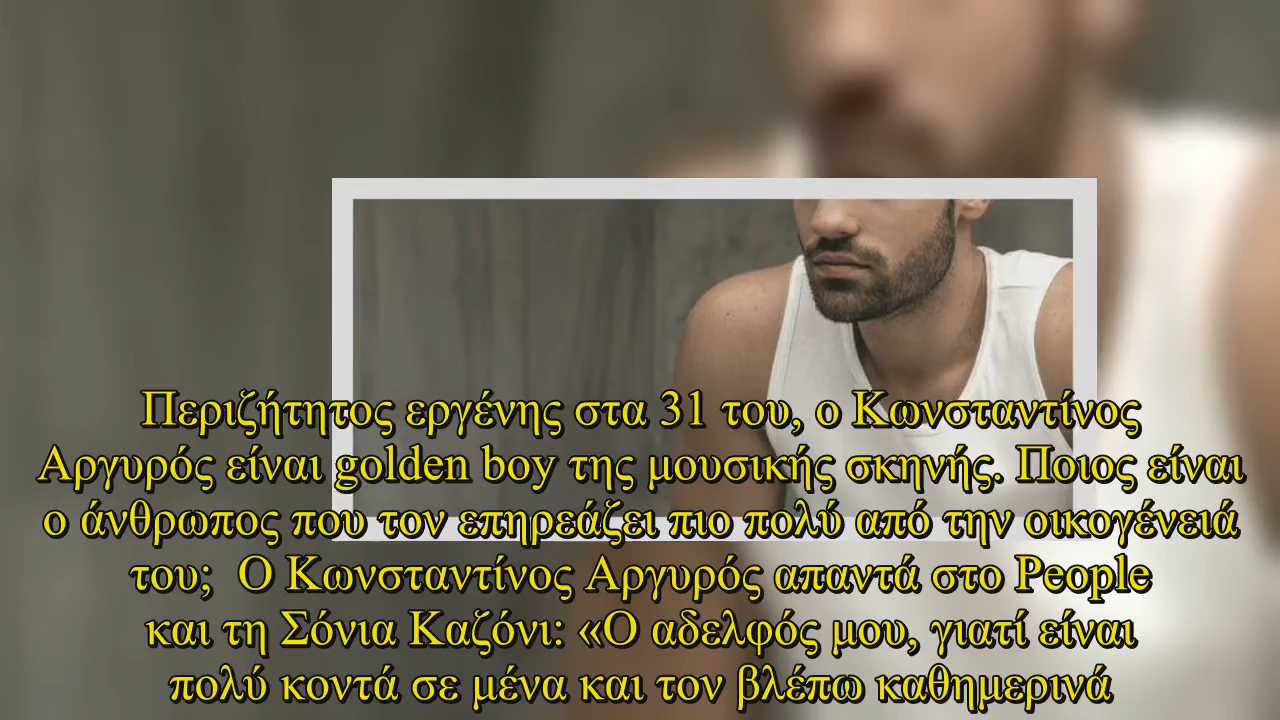 Περιζήτητος εργένης στα 31 του, ο Κωνσταντίνος
Αργυρός είναι golden boy της μουσικής σκηνής. Ποιος είναι
ο άνθρωπος που τον επηρεάζει πιο πολύ από την οικογένειά
του;  Ο Κωνσταντίνος Αργυρός απαντά στο People
και τη Σόνια Καζόνι: «Ο αδελφός μου, γιατί είναι
πολύ κοντά σε μένα και τον βλέπω καθημερινά